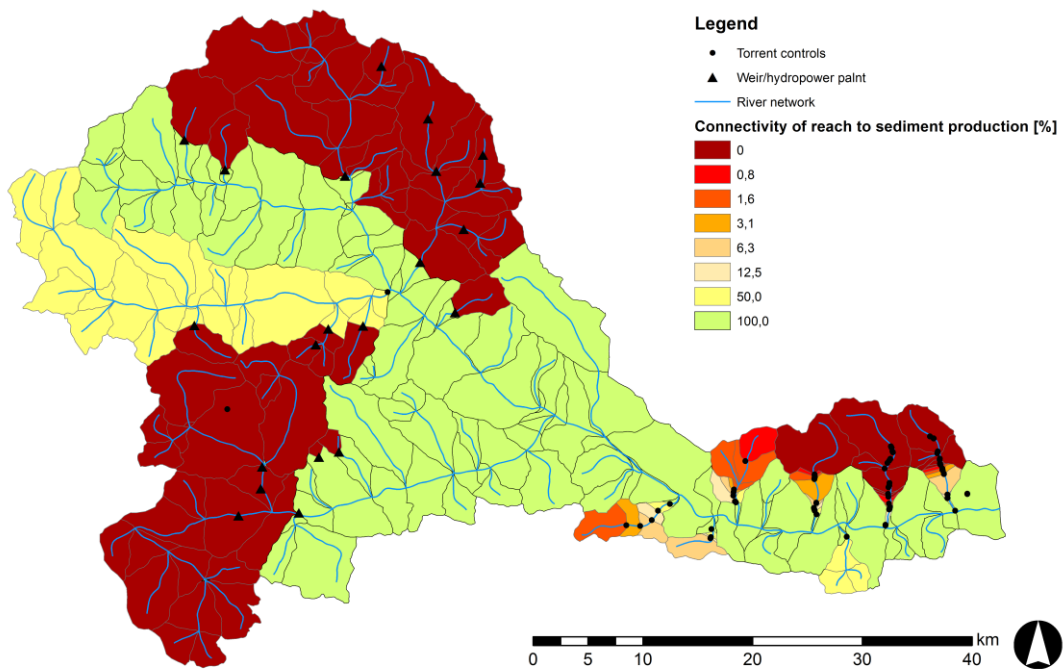 Legend
Torrent controls
Weir/hydropower palnt
River network
Connectivity of reach to sediment production [%]
0
0,8
1,6
3,1
6,3
12,5
50,0
100,0
km
0 5 10 20 30 40